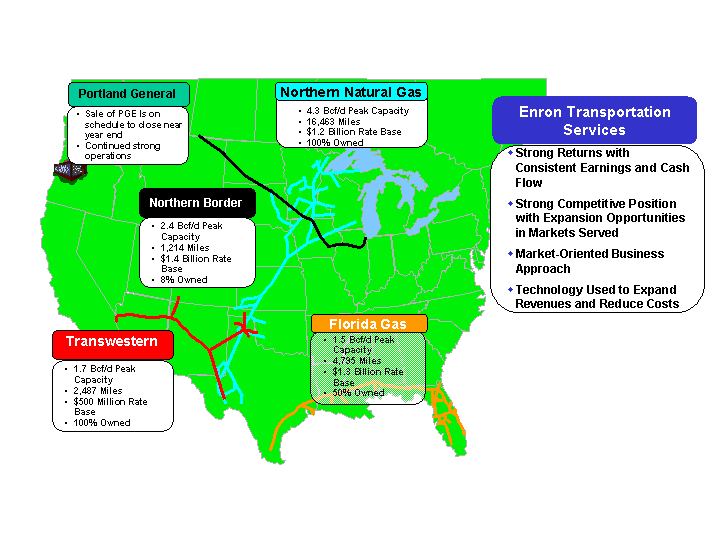 Portland General
• Sale of PGE Is on
schedule to close near
year end
• Continued strong
operations
Northern Natural Gas
• 4.3 Bcf/d Peak Capacity
• 16,463 Miles
• $1.2 Billion Rate Base
• 100% Owned
Enron Transportation
Services
Strong Returns with
Consistent Earnings and Cash
Flow
Strong Competitive Position
with Expansion Opportunities
in Markets Served
Market-Oriented Business
Approach
Technology Used to Expand
Revenues and Reduce Costs
Northern Border
• 2.4 Bcf/d Peak
Capacity
• 1,214 Miles
• $1.4 Billion Rate
Base
• 8% Owned
Transwestern
• 1.7 Bcf/d Peak
Capacity
• 2,487 Miles
• $500 Million Rate
Base
• 100% Owned
Florida Gas
• 1.5 Bcf/d Peak
Capacity
• 4,795 Miles
• $1.3 Billion Rate
Base
• 50% Owned